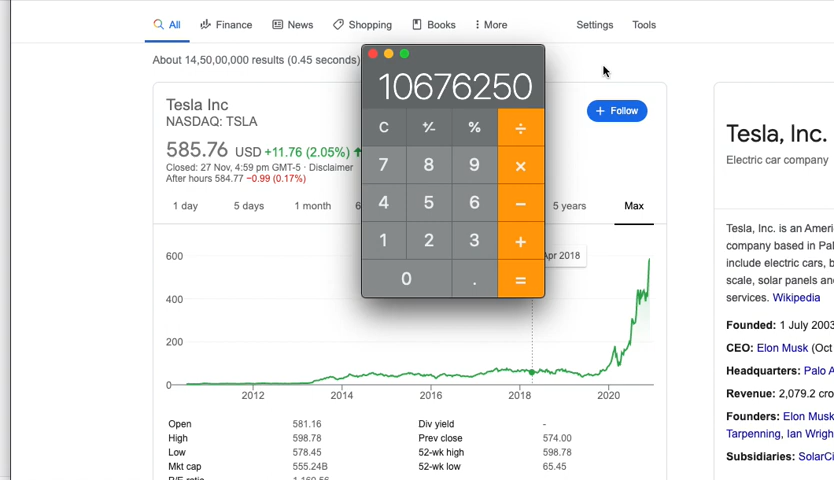 All Finance News Shopping Books More Settings Tools
About 14,50,00,000 results (0.45 seconds)
Tesla Inc
NASDAQ: TSLA
585.76 USD +11.76 (2.05%)
Closed: 27 Nov, 4:59 pm GMT-5 · Disclaimer
After hours 584.77 −0.99 (0.17%)
+ Follow
1 day 5 days 1 month 6 5 years Max
10676250
C +⁄- % ÷
7 8 9 ×
4 5 6 −
1 2 3 +
0 . =
Apr 2018
600
400
200
0
2012 2014 2016 2018 2020
Open 581.16 Div yield -
High 598.78 Prev close 574.00
Low 578.45 52-wk high 598.78
Mkt cap 555.24B 52-wk low 65.45
Tesla, Inc.
Electric car company
Tesla, Inc. is an Ameri
company based in Pal
include electric cars, b
scale, solar panels an
services. Wikipedia
Founded: 1 July 2003
CEO: Elon Musk (Oct
Headquarters: Palo A
Revenue: 2,079.2 cro
Founders: Elon Musk
Tarpenning, Ian Wrigh
Subsidiaries: SolarCi